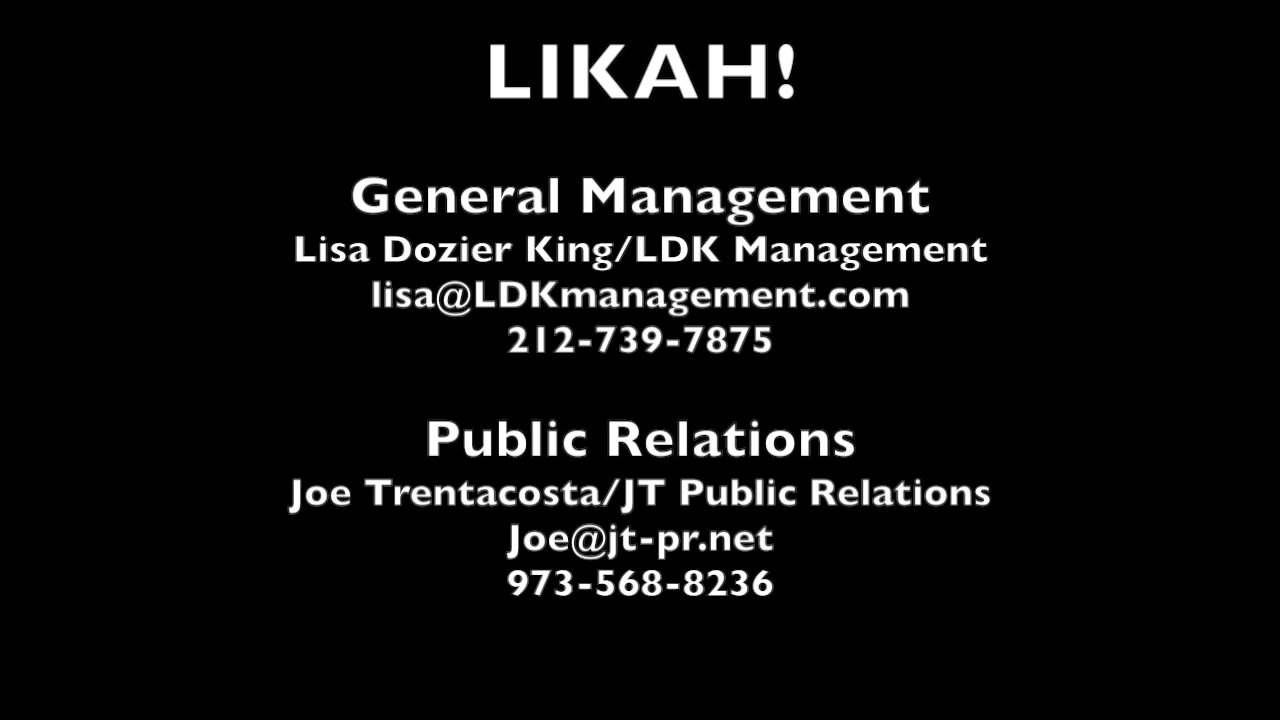 LIKAH!
General Management
Lisa Dozier King/LDK Management
lisa@LDKmanagement.com
212-739-7875
Public Relations
Joe Trentacosta/JT Public Relations
Joe@jt-pr.net
973-568-8236